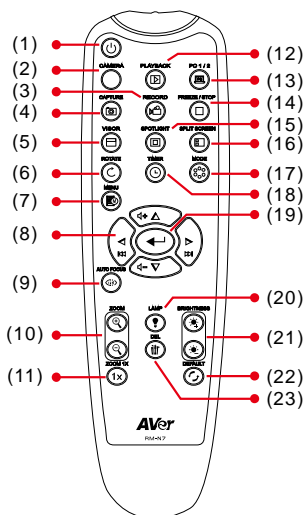 (1)
(2) CAMERA PLAYBACK PC 1 / 2 (12)
(13)
(3) CAPTURE RECORD FREEZE / STOP (14)
(4)
(15)
(5) VISOR SPOTLIGHT SPLIT SCREEN (16)
(6) ROTATE TIMER MODE (17)
(18)
(7) MENU
(19)
(8)
(9) AUTO FOCUS
(20)
ZOOM LAMP BRIGHTNESS
(10) (21)
DEL
ZOOM 1X DEFAULT
(11) 1x (22)
(23)
AVer
RM-N7